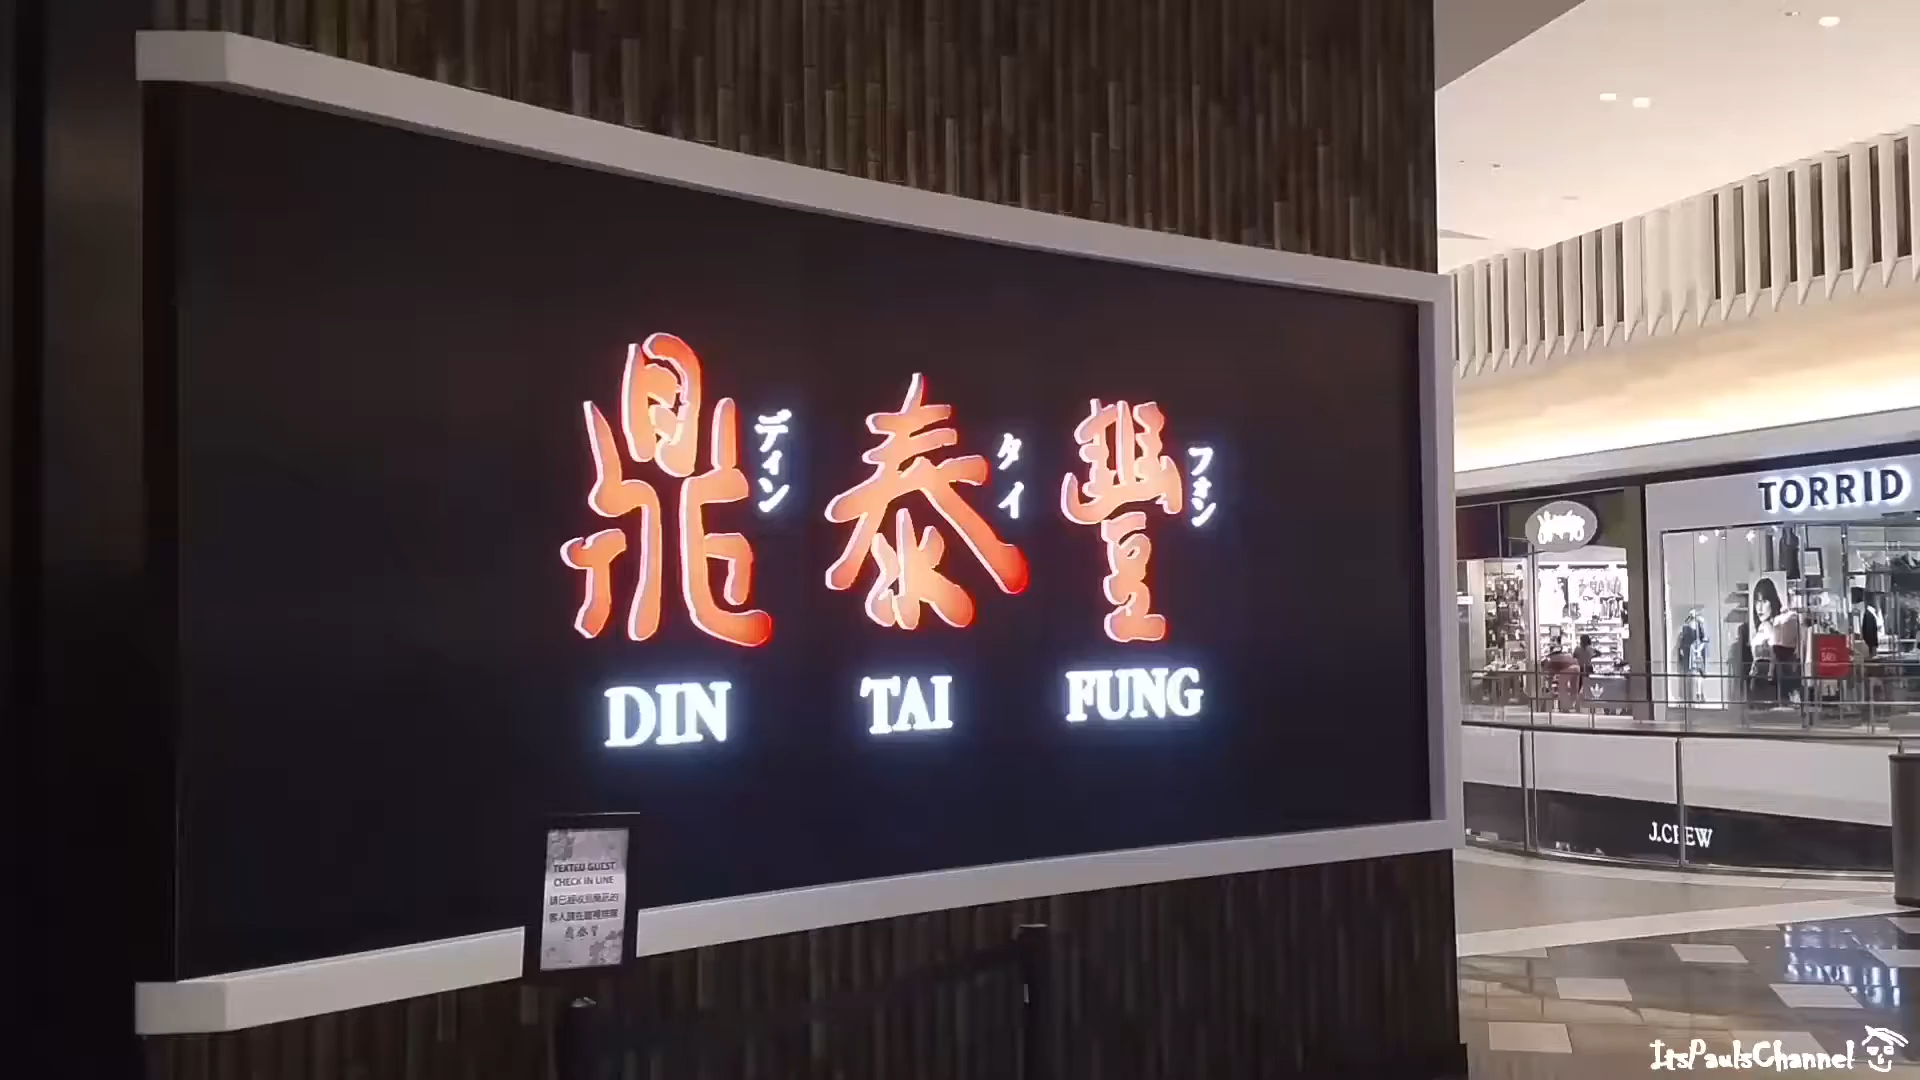 鼎泰豐
ディン タイ フォン
DIN TAI FUNG
TEXTED GUEST
CHECK IN LINE
TORRID
J.CREW
ItsPaulsChannel